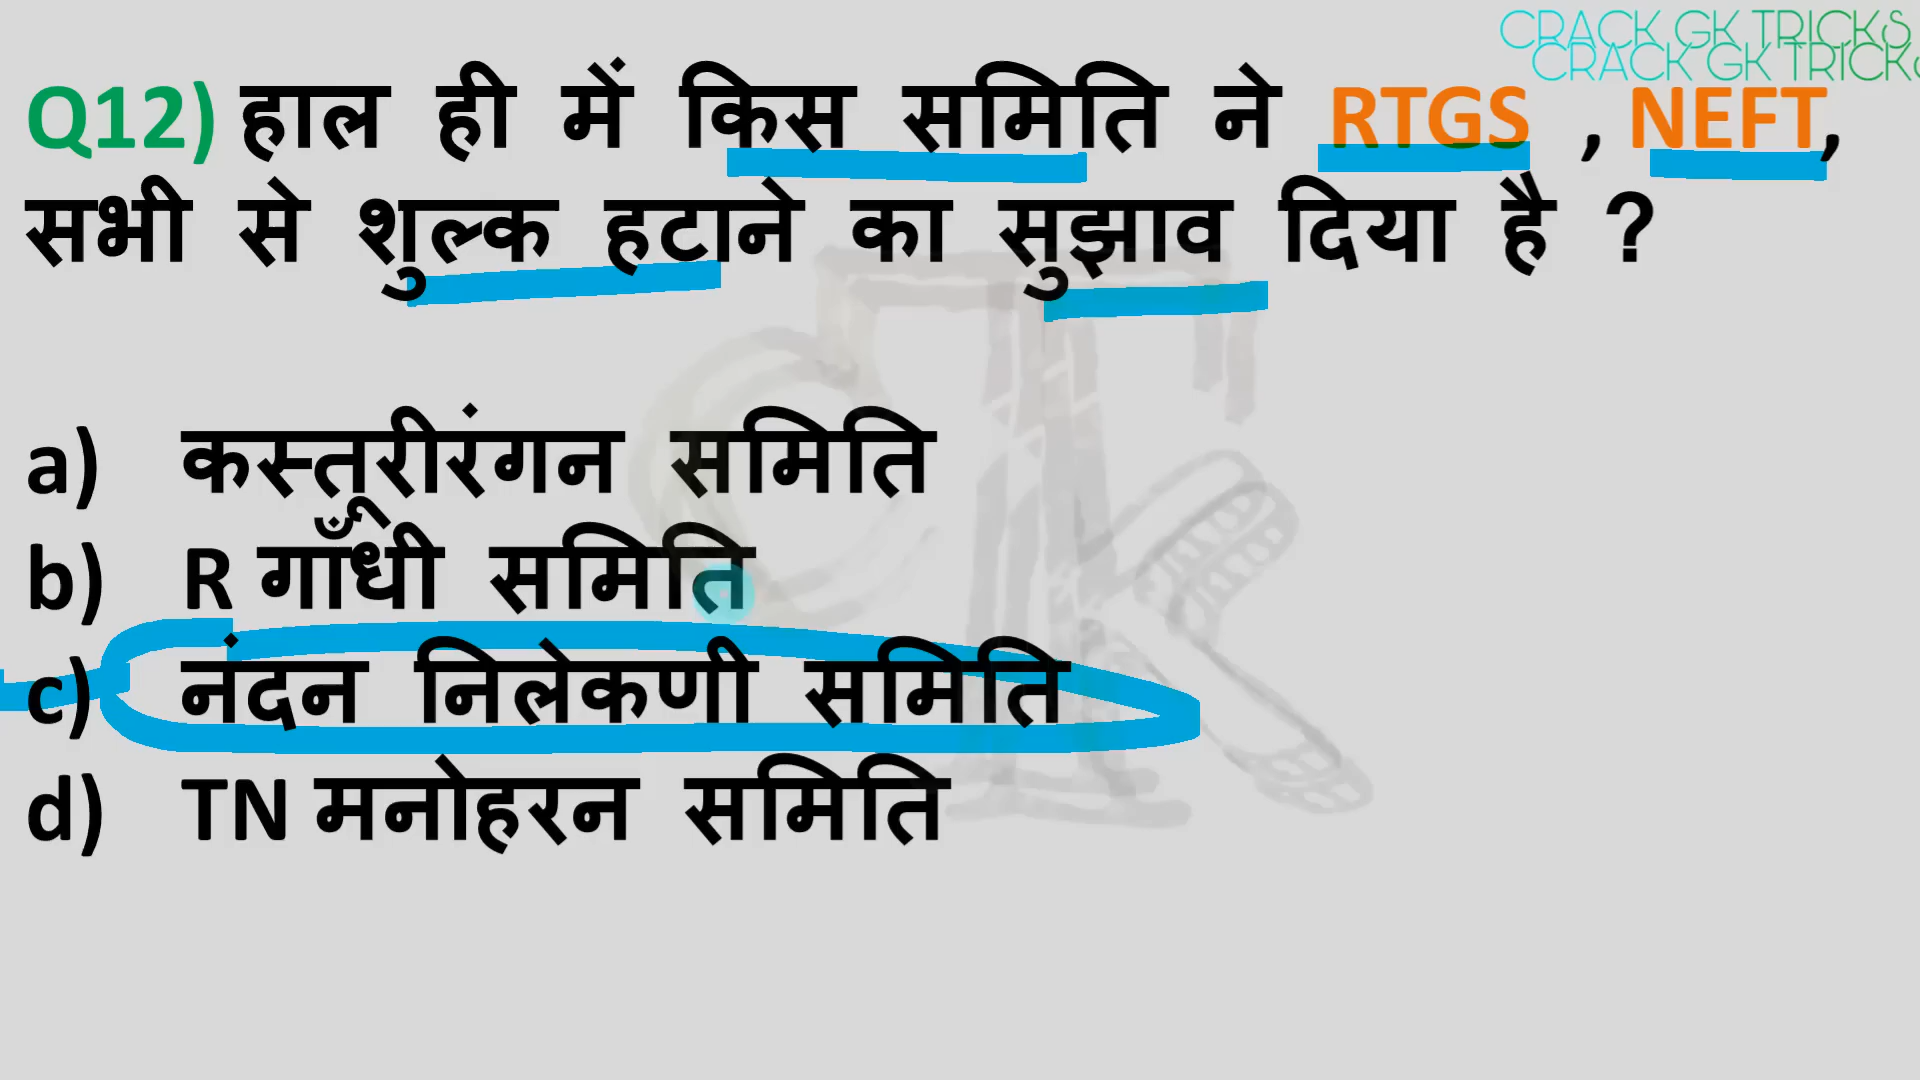 CRACK GK TRICKS
CRACK GK TRICK
Q12) हाल ही में किस समिति ने RTGS , NEFT,
सभी से शुल्क हटाने का सुझाव दिया है ?
a) कस्तूरीरंगन समिति
b) R गाँधी समिति
c) नंदन निलेकणी समिति
d) TN मनोहरन समिति